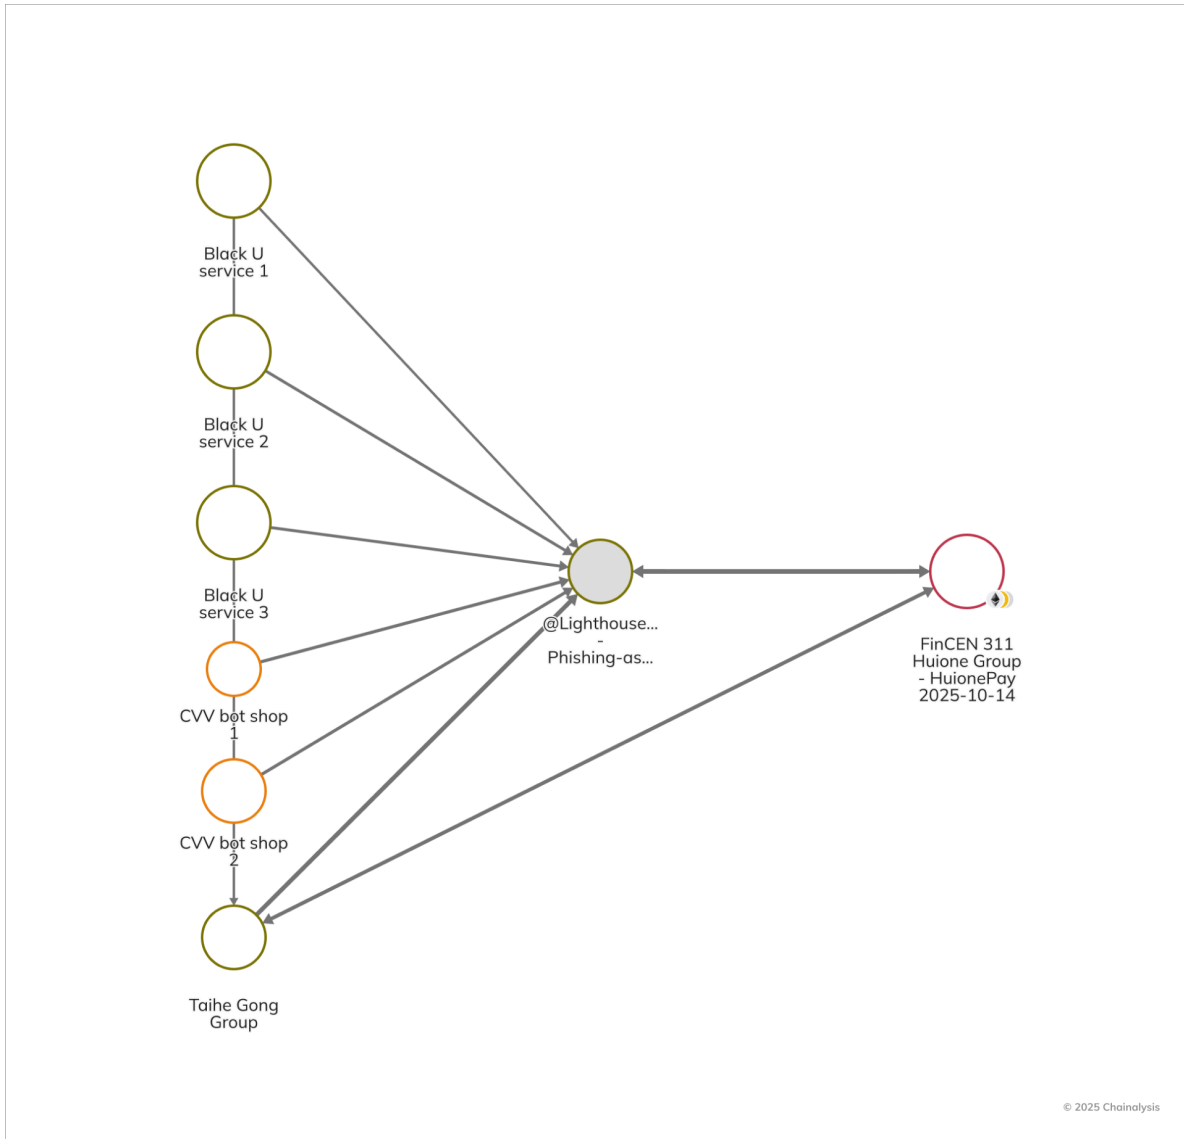 Black U
service 1
Black U
service 2
Black U
service 3
CVV bot shop
1
CVV bot shop
2
Taihe Gong
Group
@Lighthouse...
-
Phishing-as...
FinCEN 311
Huione Group
- HuionePay
2025-10-14
© 2025 Chainalysis